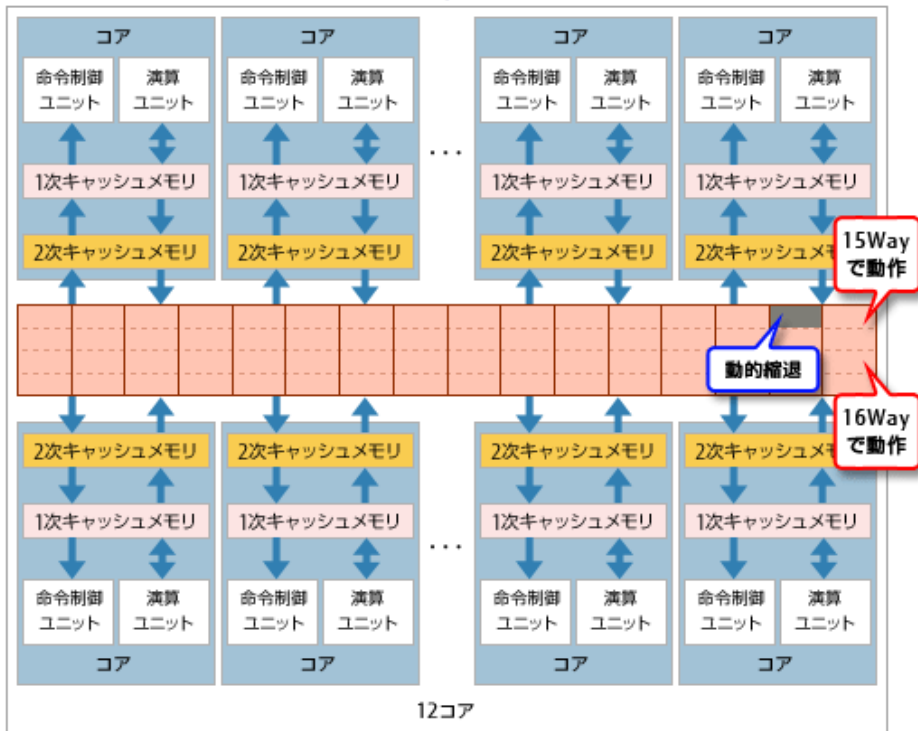 コア コア コア コア
命令制御 演算 命令制御 演算 命令制御 演算 命令制御 演算
ユニット ユニット ユニット ユニット ユニット ユニット ユニット ユニット
...
1次キャッシュメモリ 1次キャッシュメモリ 1次キャッシュメモリ 1次キャッシュメモリ
2次キャッシュメモリ 2次キャッシュメモリ 2次キャッシュメモリ 2次キャッシュメモリ
15Way
で動作
動的縮退
16Way
で動作
2次キャッシュメモリ 2次キャッシュメモリ 2次キャッシュメモリ 2次キャッシュメモリ
1次キャッシュメモリ 1次キャッシュメモリ 1次キャッシュメモリ 1次キャッシュメモリ
...
命令制御 演算 命令制御 演算 命令制御 演算 命令制御 演算
ユニット ユニット ユニット ユニット ユニット ユニット ユニット ユニット
コア コア コア コア
12コア